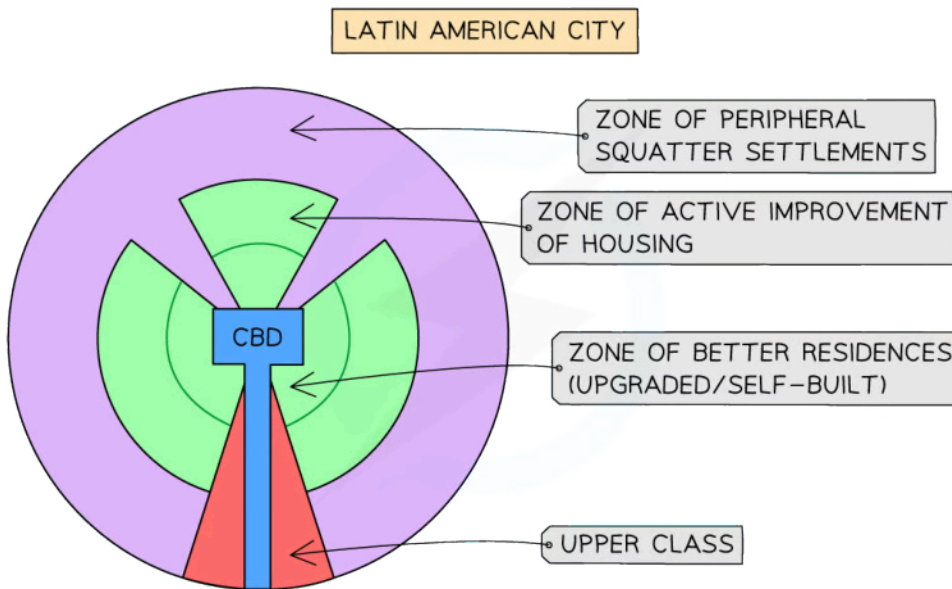 LATIN AMERICAN CITY
ZONE OF PERIPHERAL
SQUATTER SETTLEMENTS
ZONE OF ACTIVE IMPROVEMENT
OF HOUSING
CBD
ZONE OF BETTER RESIDENCES
(UPGRADED/SELF-BUILT)
UPPER CLASS